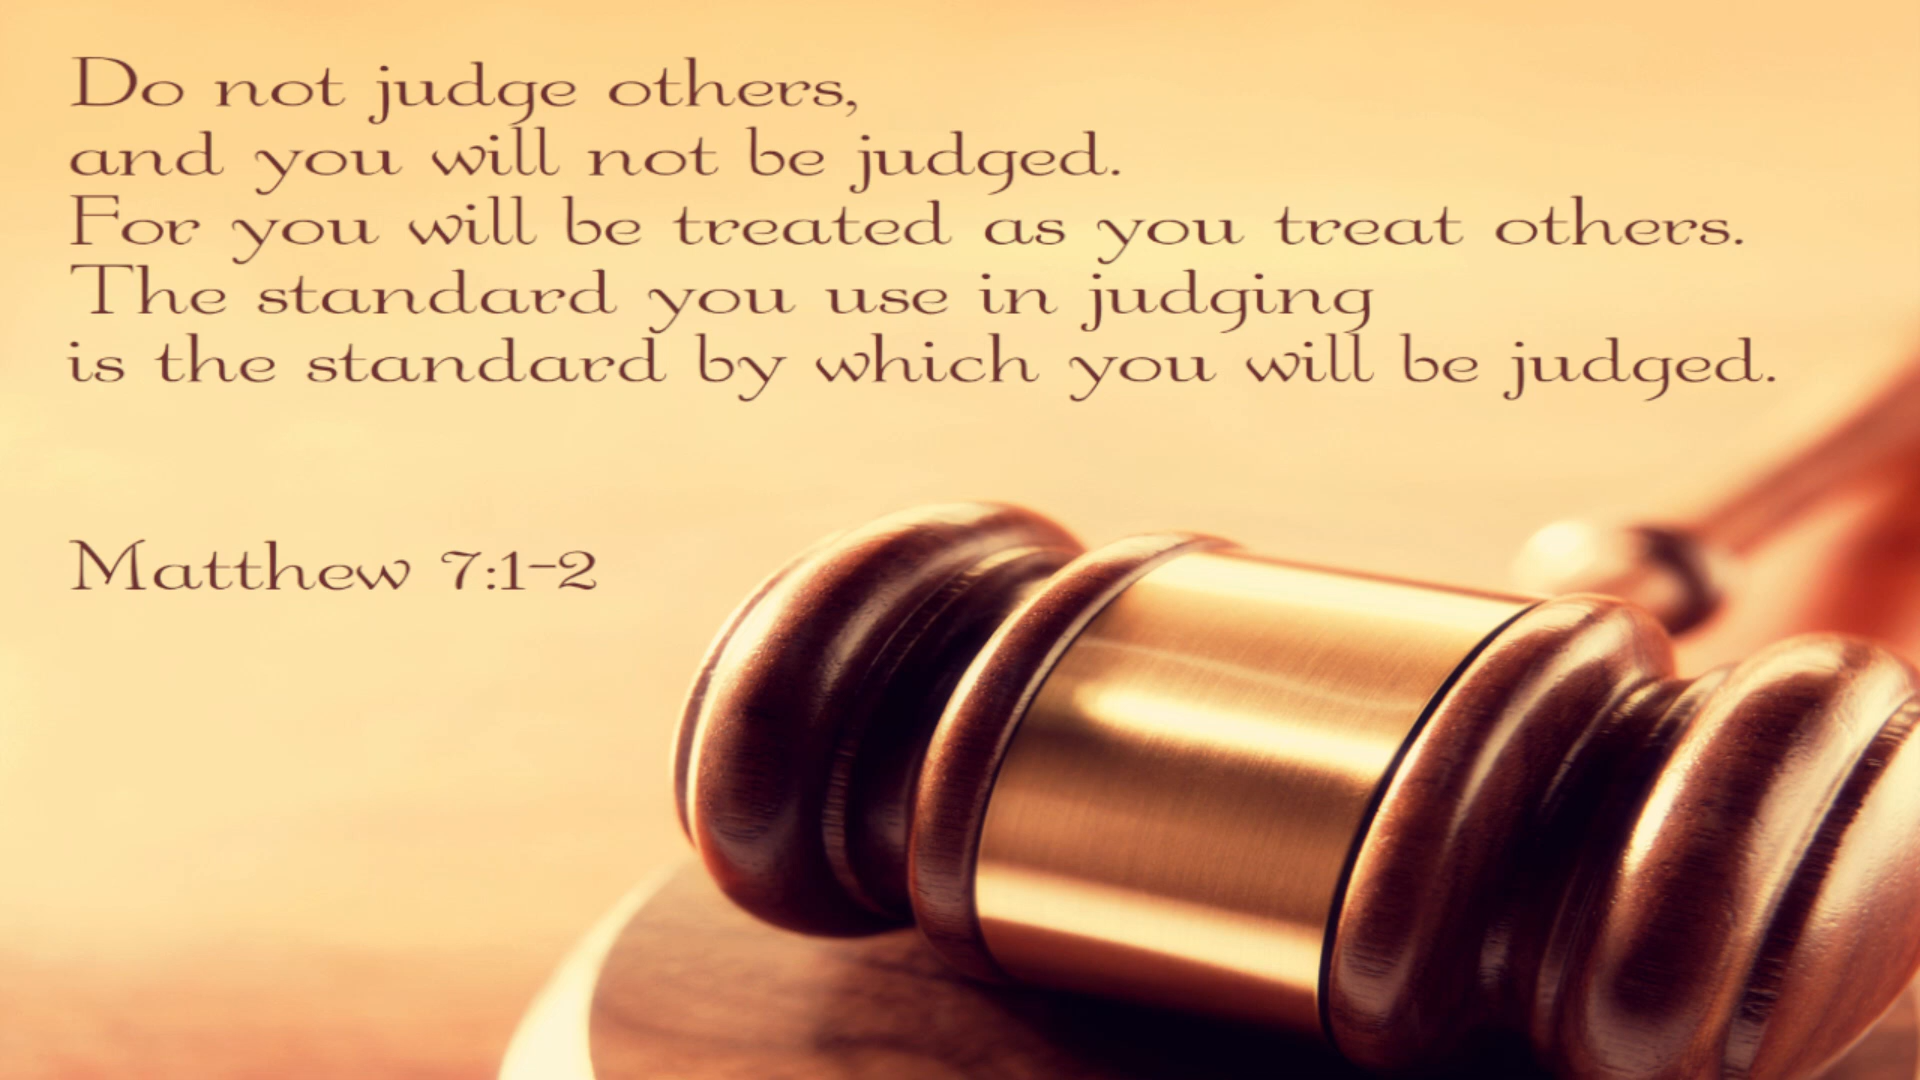 Do not judge others,
and you will not be judged.
For you will be treated as you treat others.
The standard you use in judging
is the standard by which you will be judged.
Matthew 7:1-2